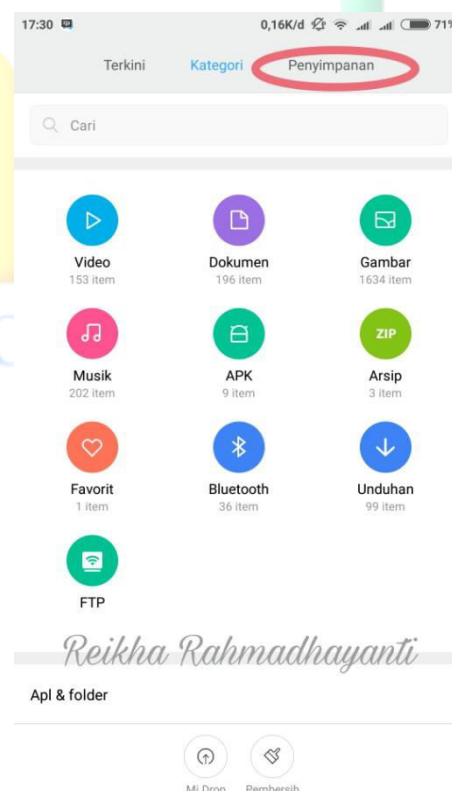 17:30 0,16K/d 71%
Terkini Kategori Penyimpanan
Cari
Video Dokumen Gambar
153 item 196 item 1634 item
ZIP
Musik APK Arsip
202 item 9 item 3 item
Favorit Bluetooth Unduhan
1 item 36 item 99 item
FTP
Reikha Rahmadhayanti
Apl & folder
Mi Drop Pembersih